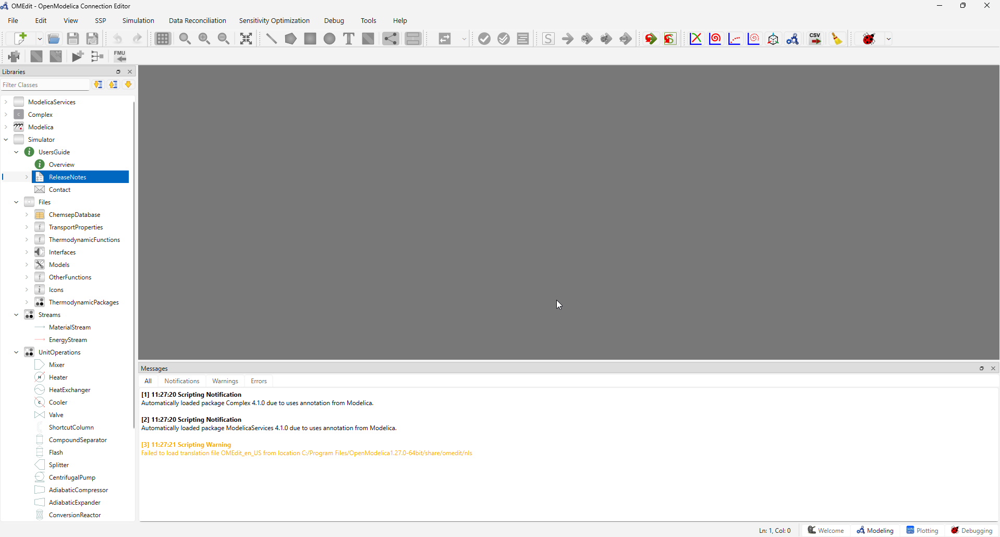 OMEdit - OpenModelica Connection Editor
File Edit View SSP Simulation Data Reconciliation Sensitivity Optimization Debug Tools Help
T S S CSV
FMU
Libraries
Filter Classes
ModelicaServices
C Complex
Modelica
Simulator
i UsersGuide
i Overview
ReleaseNotes
Contact
Files
ChemsepDatabase
f TransportProperties
f ThermodynamicFunctions
Interfaces
Models
f OtherFunctions
i Icons
ThermodynamicPackages
Streams
MaterialStream
EnergyStream
UnitOperations
Mixer
H Heater
HeatExchanger
C Cooler
Valve
ShortcutColumn
CompoundSeparator
Flash
Splitter
CentrifugalPump
AdiabaticCompressor
AdiabaticExpander
ConversionReactor
Messages
All Notifications Warnings Errors
[1] 11:27:20 Scripting Notification
Automatically loaded package Complex 4.1.0 due to uses annotation from Modelica.
[2] 11:27:20 Scripting Notification
Automatically loaded package ModelicaServices 4.1.0 due to uses annotation from Modelica.
[3] 11:27:21 Scripting Warning
Failed to load translation file OMEdit_en_US from location C:/Program Files/OpenModelica1.27.0-64bit/share/omedit/nls
Ln: 1, Col: 0 Welcome Modeling Plotting Debugging